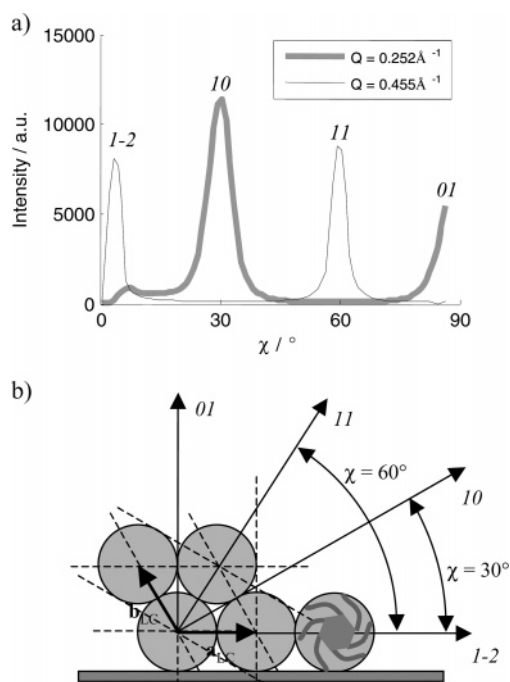 a)
15000
10000
5000
0
Intensity / a.u.
Q = 0.252Å⁻¹
Q = 0.455Å⁻¹
1-2
10
11
01
0 30 60 90
χ / °
b)
01
11
χ = 60°
10
χ = 30°
b_LC
a_LC
1-2